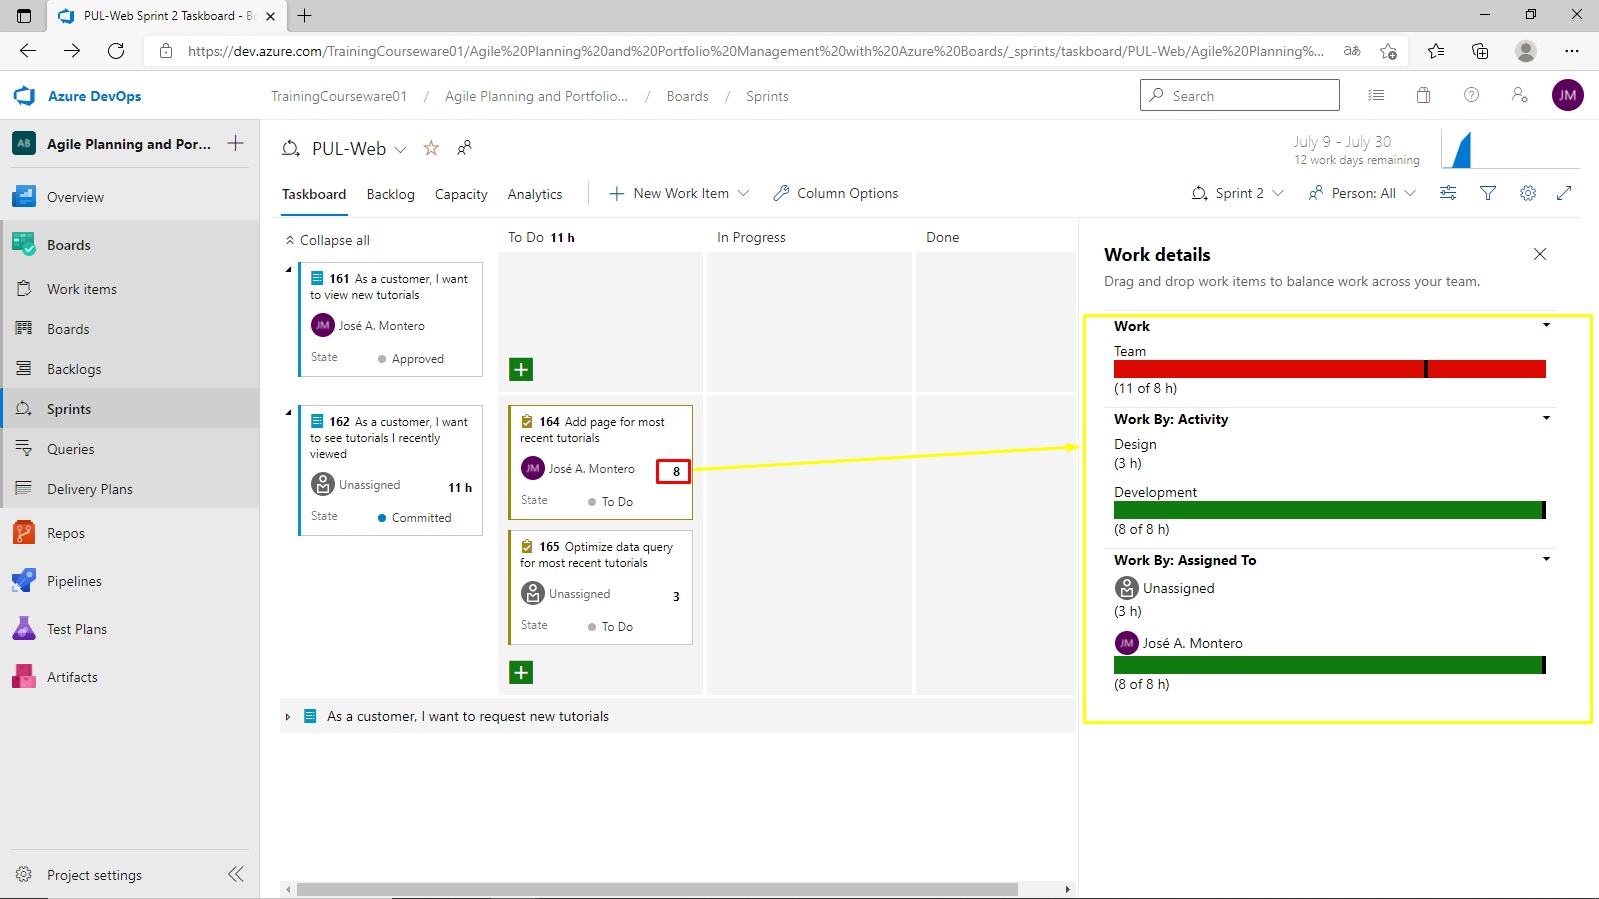 PUL-Web Sprint 2 Taskboard - Bo
https://dev.azure.com/TrainingCourseware01/Agile%20Planning%20and%20Portfolio%20Management%20with%20Azure%20Boards/_sprints/taskboard/PUL-Web/Agile%20Planning%...
Azure DevOps
TrainingCourseware01 / Agile Planning and Portfolio... / Boards / Sprints
Search
JM
AB Agile Planning and Por...
Overview
Boards
Work items
Boards
Backlogs
Sprints
Queries
Delivery Plans
Repos
Pipelines
Test Plans
Artifacts
Project settings
PUL-Web
July 9 - July 30
12 work days remaining
Taskboard Backlog Capacity Analytics New Work Item Column Options
Sprint 2 Person: All
Collapse all
To Do 11 h
In Progress
Done
161 As a customer, I want
to view new tutorials
JM José A. Montero
State Approved
162 As a customer, I want
to see tutorials I recently
viewed
Unassigned 11 h
State Committed
164 Add page for most
recent tutorials
JM José A. Montero 8
State To Do
165 Optimize data query
for most recent tutorials
Unassigned 3
State To Do
As a customer, I want to request new tutorials
Work details
Drag and drop work items to balance work across your team.
Work
Team
(11 of 8 h)
Work By: Activity
Design
(3 h)
Development
(8 of 8 h)
Work By: Assigned To
Unassigned
(3 h)
JM José A. Montero
(8 of 8 h)